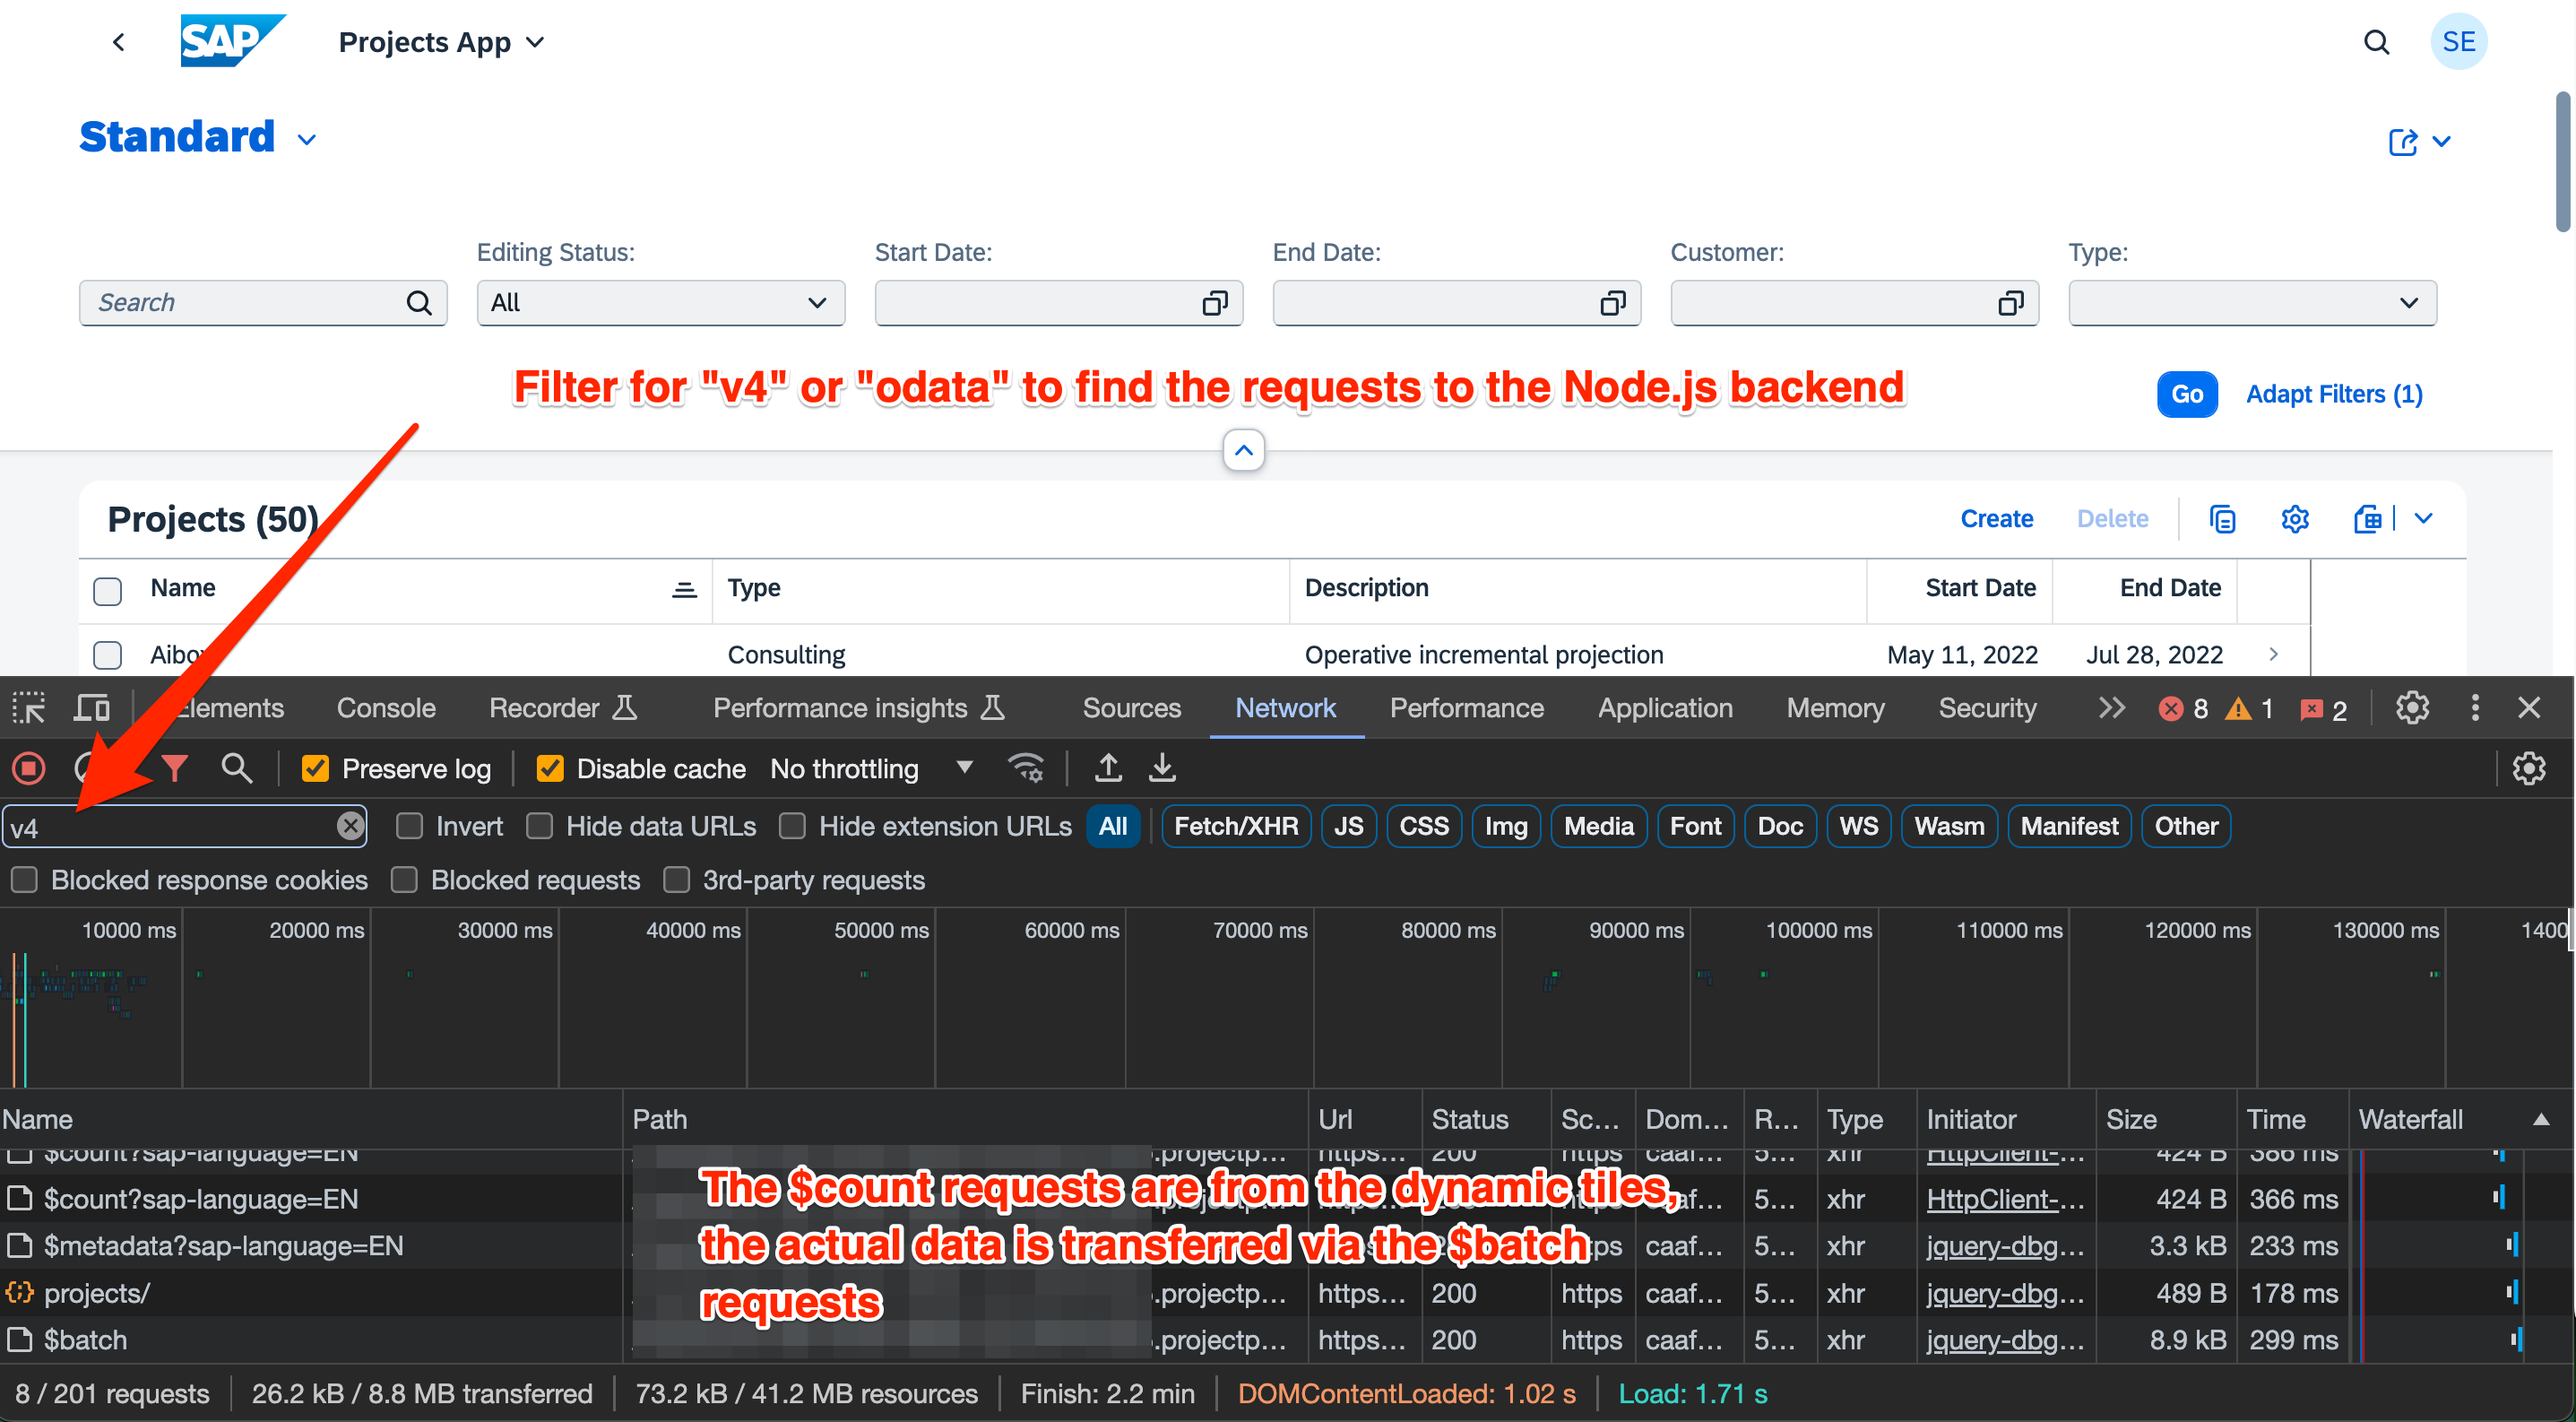 SAP Projects App SE
Standard
Editing Status: Start Date: End Date: Customer: Type:
Search All
Filter for "v4" or "odata" to find the requests to the Node.js backend
Go Adapt Filters (1)
Projects (50) Create Delete
Name Type Description Start Date End Date
Consulting Operative incremental projection May 11, 2022 Jul 28, 2022
Elements Console Recorder Performance insights Sources Network Performance Application Memory Security 8 1 2
Preserve log Disable cache No throttling
v4 Invert Hide data URLs Hide extension URLs All Fetch/XHR JS CSS Img Media Font Doc WS Wasm Manifest Other
Blocked response cookies Blocked requests 3rd-party requests
10000 ms 20000 ms 30000 ms 40000 ms 50000 ms 60000 ms 70000 ms 80000 ms 90000 ms 100000 ms 110000 ms 120000 ms 130000 ms 1400
Name Path Url Status Sc... Dom... R... Type Initiator Size Time Waterfall
$count?sap-language=EN .projectp... https... 200 https caaf... 5... xhr HttpClient-... 424 B 386 ms
The $count requests are from the dynamic tiles,
the actual data is transferred via the $batch
requests
$count?sap-language=EN caaf... 5... xhr HttpClient-... 424 B 366 ms
$metadata?sap-language=EN caaf... 5... xhr jquery-dbg... 3.3 kB 233 ms
projects/ .projectp... https... 200 https caaf... 5... xhr jquery-dbg... 489 B 178 ms
$batch .projectp... https... 200 https caaf... 5... xhr jquery-dbg... 8.9 kB 299 ms
8 / 201 requests 26.2 kB / 8.8 MB transferred 73.2 kB / 41.2 MB resources Finish: 2.2 min DOMContentLoaded: 1.02 s Load: 1.71 s